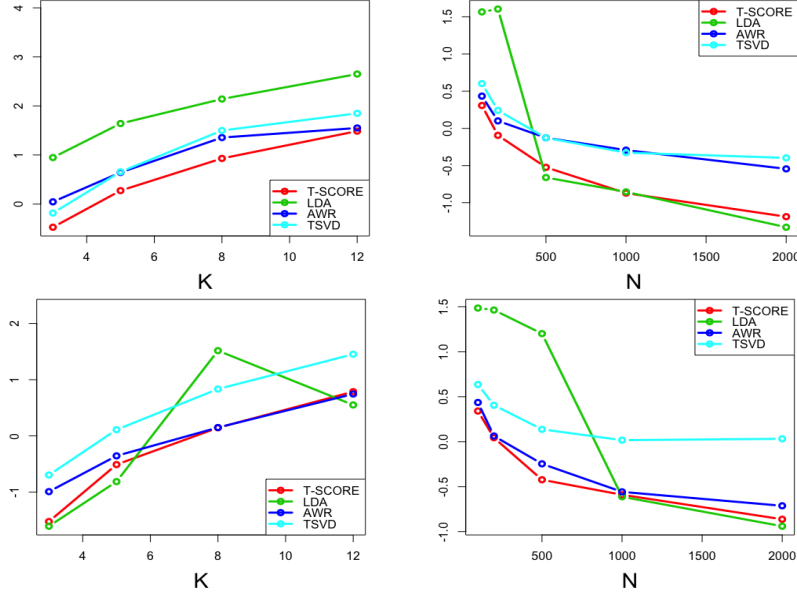 4
3
2
1
0
T-SCORE
LDA
AWR
TSVD
4
6
8
10
12
K
1.5
0.5
0.0
-0.5
-1.0
T-SCORE
LDA
AWR
TSVD
500
1000
1500
2000
N
2
1
0
-1
T-SCORE
LDA
AWR
TSVD
4
6
8
10
12
K
1.5
1.0
0.5
0.0
-0.5
-1.0
T-SCORE
LDA
AWR
TSVD
500
1000
1500
2000
N